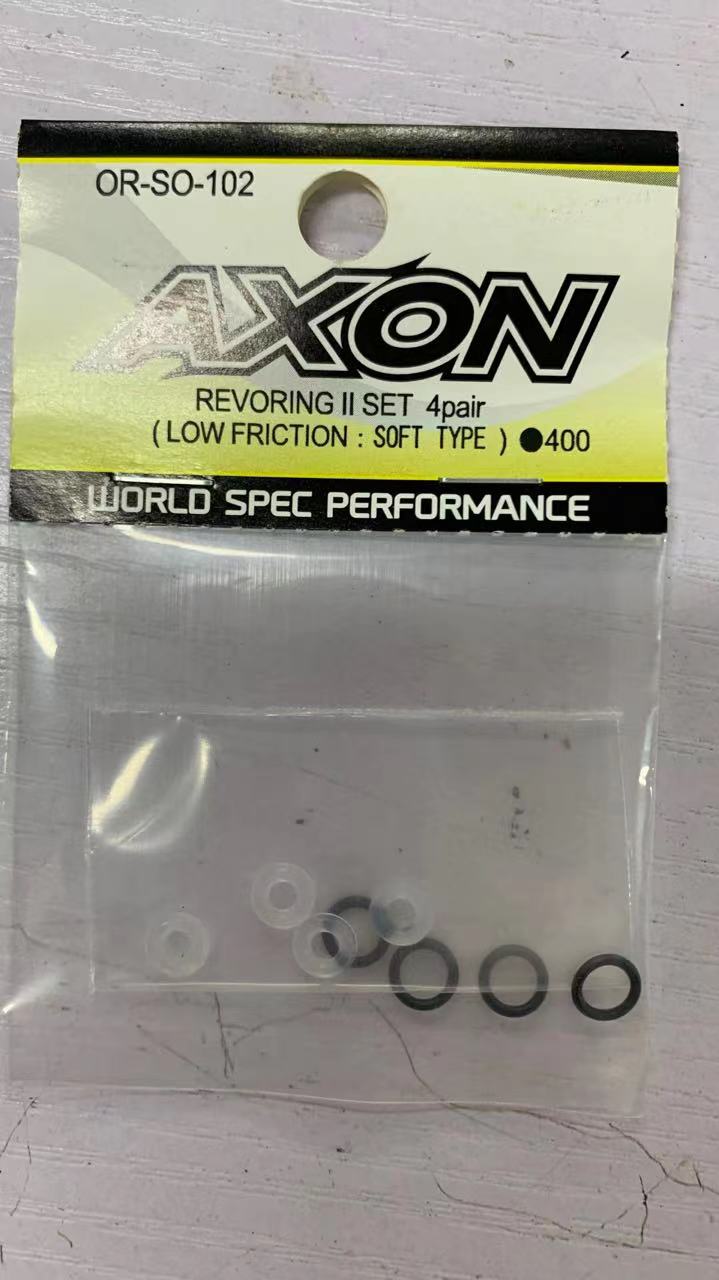 OR-SO-102
AXON
REVORING II SET 4pair
( LOW FRICTION : SOFT TYPE ) ●400
WORLD SPEC PERFORMANCE